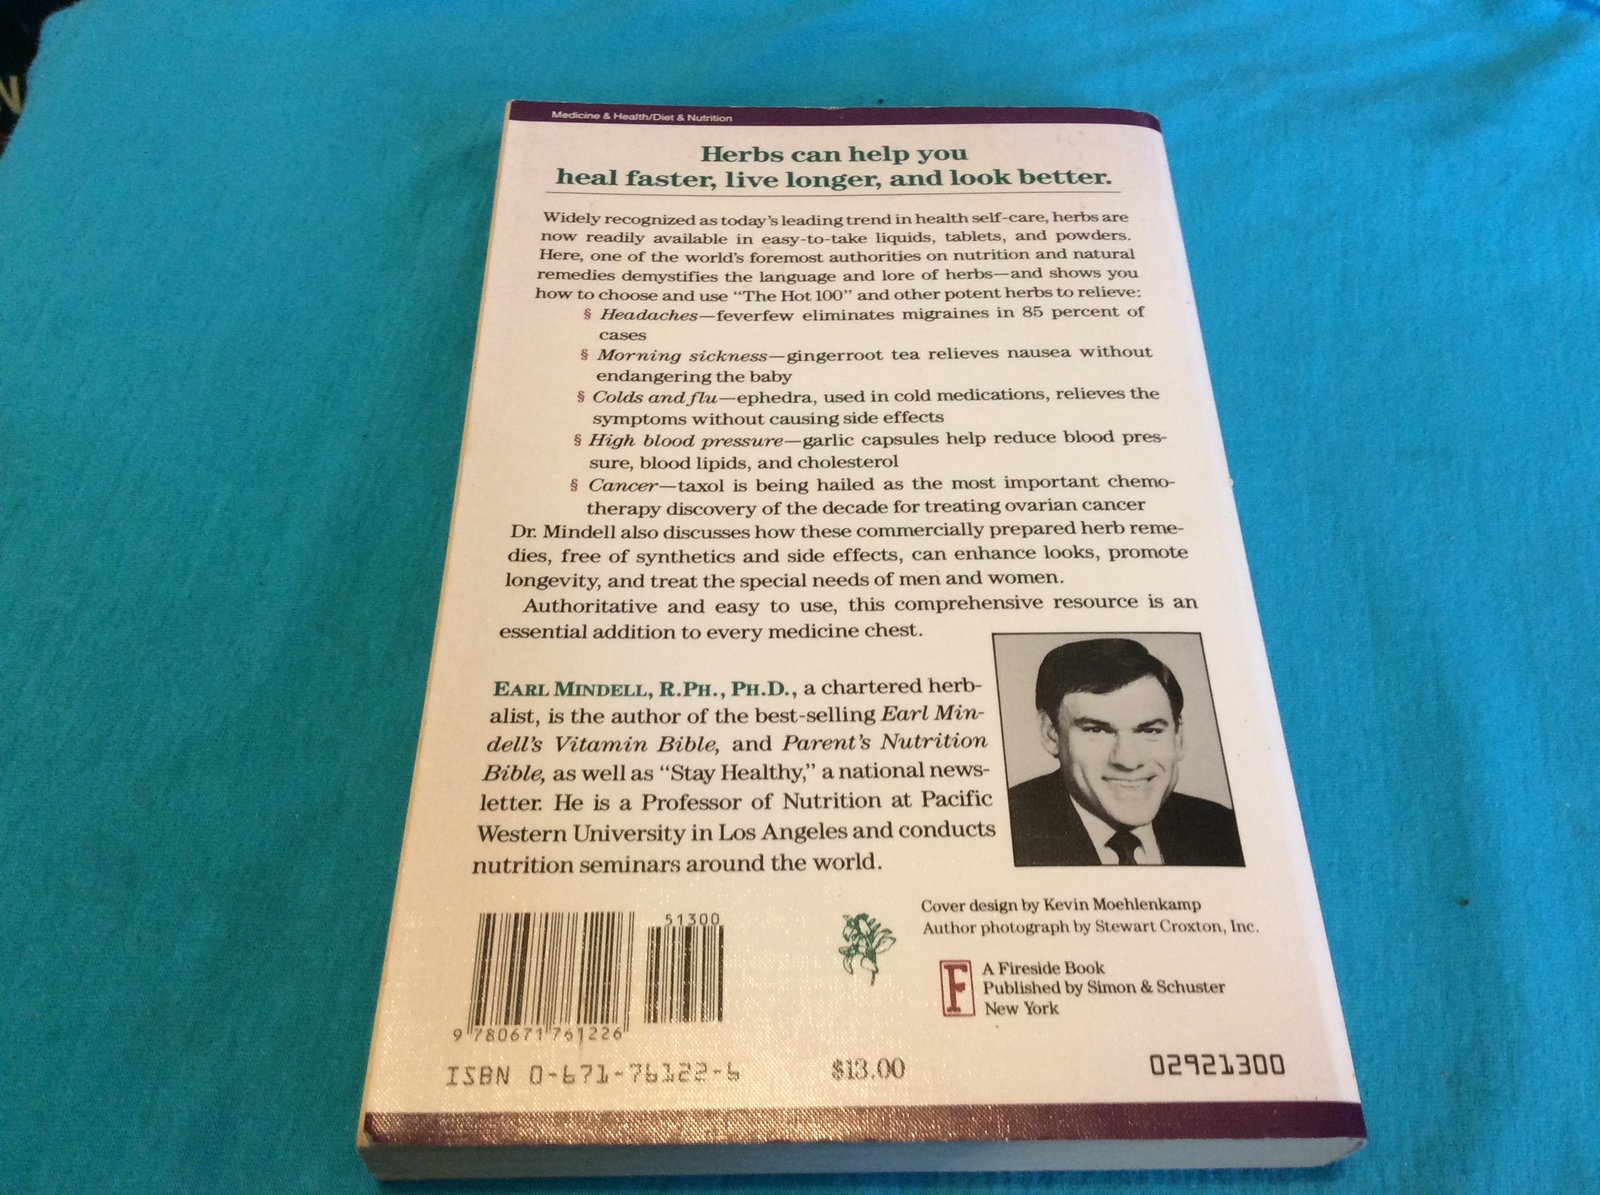 N
Medicine & Health/Diet & Nutrition
Herbs can help you
heal faster, live longer, and look better.
Widely recognized as today's leading trend in health self-care, herbs are
now readily available in easy-to-take liquids, tablets, and powders.
Here, one of the world's foremost authorities on nutrition and natural
remedies demystifies the language and lore of herbs—and shows you
how to choose and use “The Hot 100” and other potent herbs to relieve:
§ Headaches—feverfew eliminates migraines in 85 percent of
cases
§ Morning sickness—gingerroot tea relieves nausea without
endangering the baby
§ Colds and flu—ephedra, used in cold medications, relieves the
symptoms without causing side effects
§ High blood pressure—garlic capsules help reduce blood pres-
sure, blood lipids, and cholesterol
§ Cancer—taxol is being hailed as the most important chemo-
therapy discovery of the decade for treating ovarian cancer
Dr. Mindell also discusses how these commercially prepared herb reme-
dies, free of synthetics and side effects, can enhance looks, promote
longevity, and treat the special needs of men and women.
Authoritative and easy to use, this comprehensive resource is an
essential addition to every medicine chest.
EARL MINDELL, R.PH., PH.D., a chartered herb-
alist, is the author of the best-selling Earl Min-
dell's Vitamin Bible, and Parent's Nutrition
Bible, as well as “Stay Healthy,” a national news-
letter. He is a Professor of Nutrition at Pacific
Western University in Los Angeles and conducts
nutrition seminars around the world.
51300
9 780671 761226
ISBN 0-671-76122-6
$13.00
Cover design by Kevin Moehlenkamp
Author photograph by Stewart Croxton, Inc.
F
A Fireside Book
Published by Simon & Schuster
New York
02921300